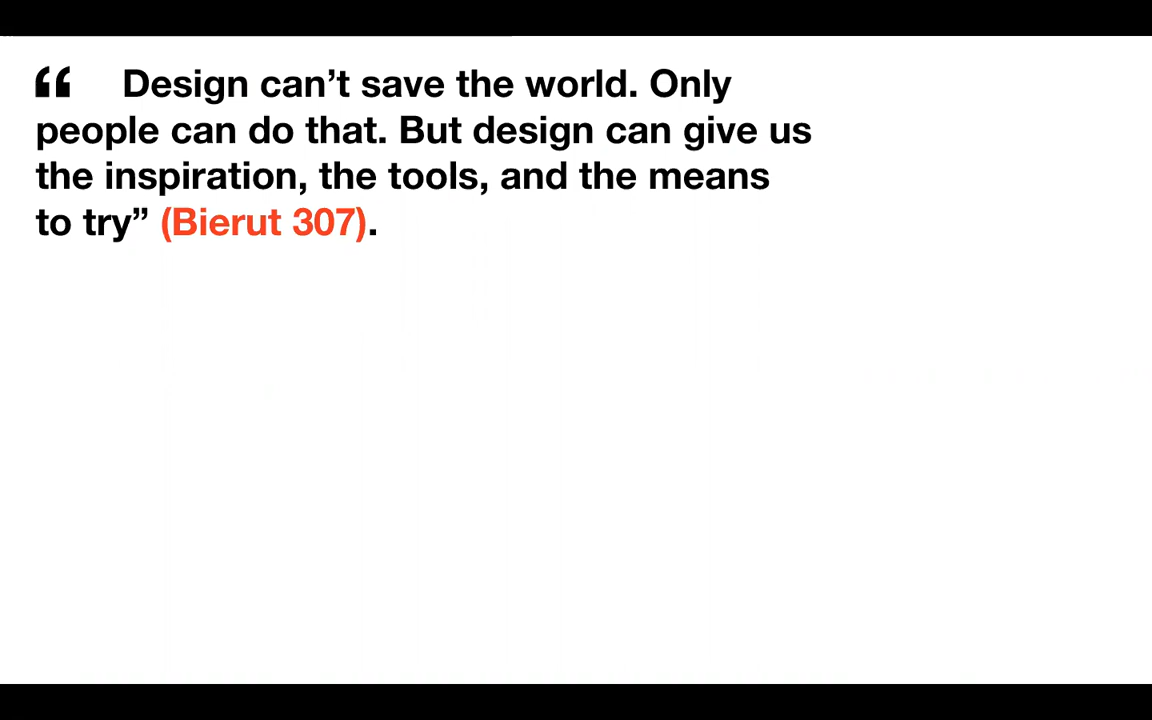 “ Design can’t save the world. Only
people can do that. But design can give us
the inspiration, the tools, and the means
to try” (Bierut 307).